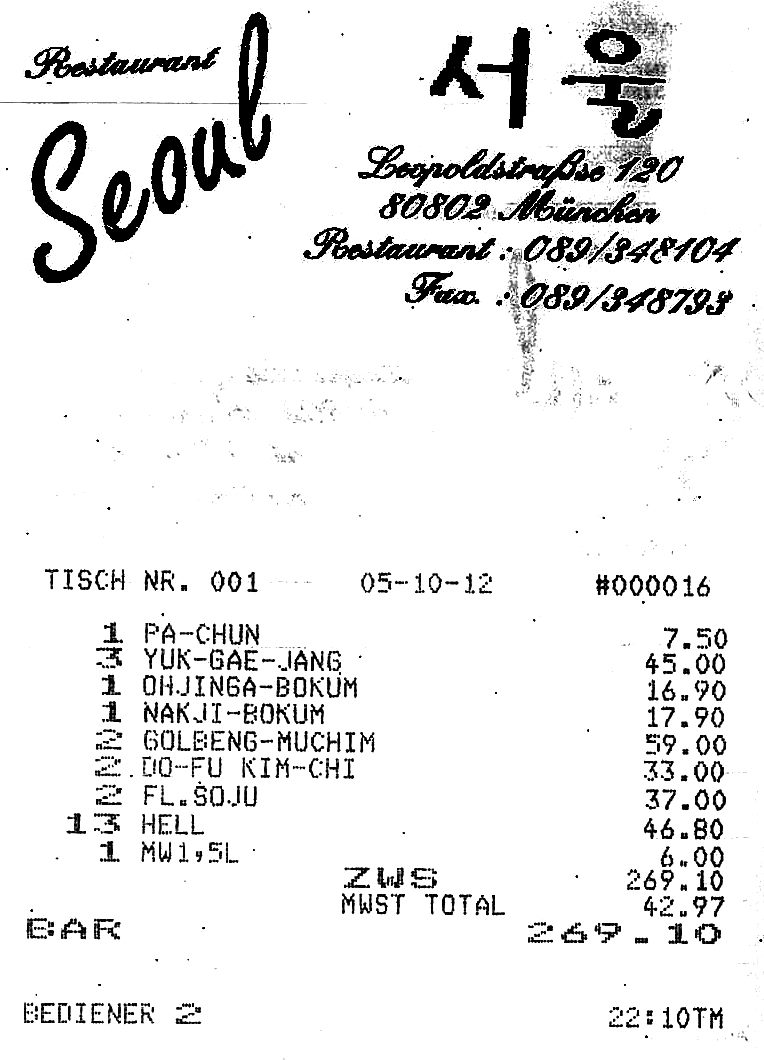 Restaurant
Seoul
서울
Leopoldstraße 120
80802 München
Restaurant : 089/348104
Fax. : 089/348793
TISCH NR. 001 05-10-12 #000016
1 PA-CHUN 7.50
3 YUK-GAE-JANG 45.00
1 OHJINGA-BOKUM 16.90
1 NAKJI-BOKUM 17.90
2 GOLBENG-MUCHIM 59.00
2 DO-FU KIM-CHI 33.00
2 FL.SOJU 37.00
13 HELL 46.80
1 MW1,5L 6.00
ZWS 269.10
MWST TOTAL 42.97
BAR 269.10
BEDIENER 2 22:10TM